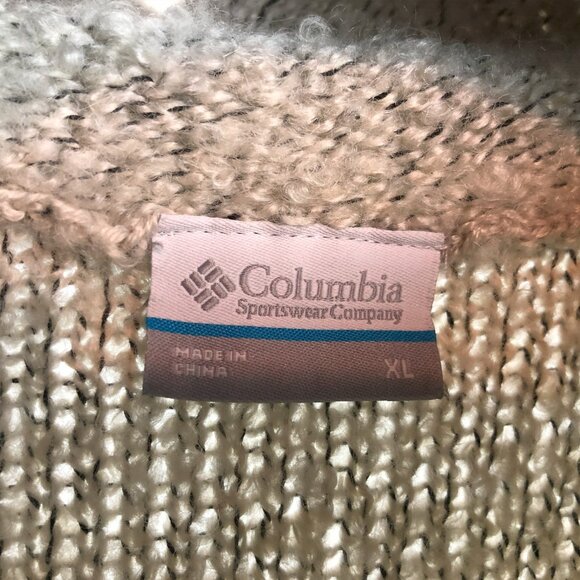 Columbia
Sportswear Company
MADE IN
CHINA
XL